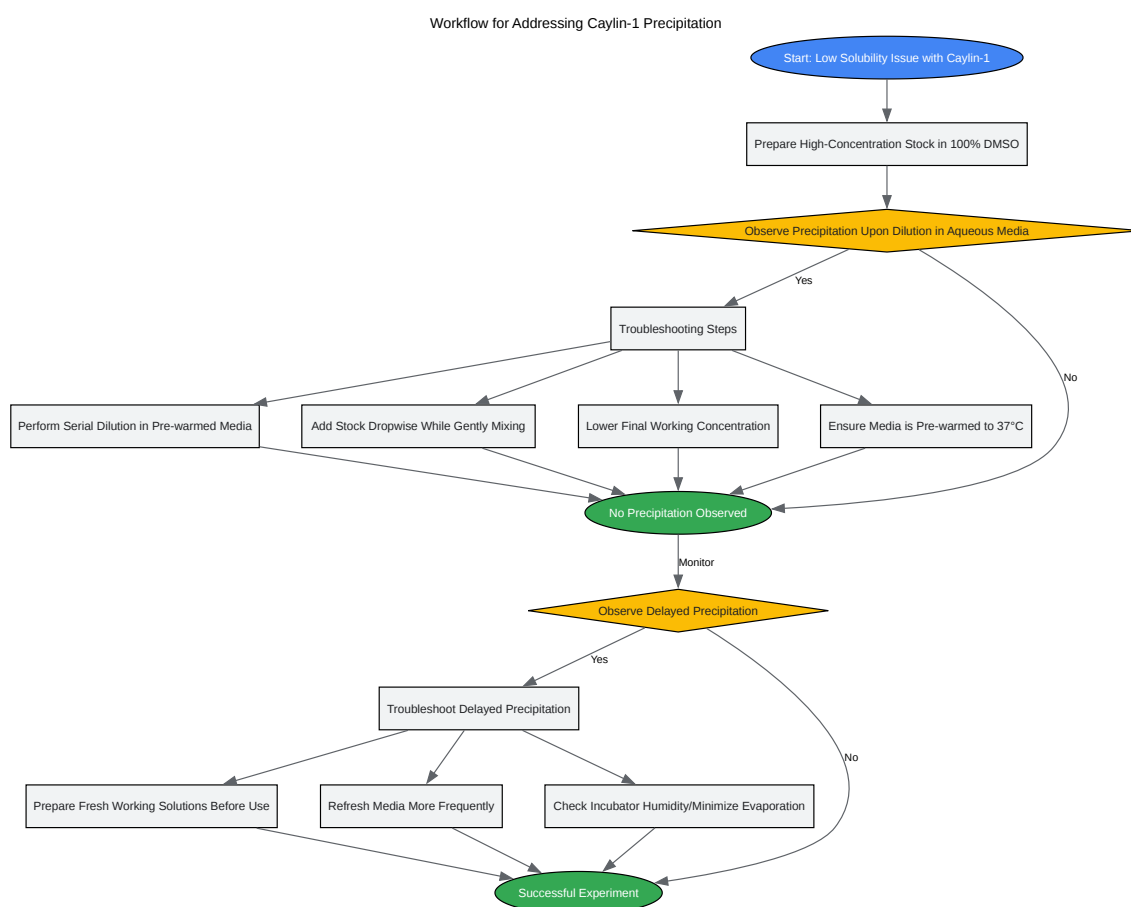 Workflow for Addressing Caylin-1 Precipitation
Start: Low Solubility Issue with Caylin-1
Prepare High-Concentration Stock in 100% DMSO
Observe Precipitation Upon Dilution in Aqueous Media
Yes
Troubleshooting Steps
No
Perform Serial Dilution in Pre-warmed Media
Add Stock Dropwise While Gently Mixing
Lower Final Working Concentration
Ensure Media is Pre-warmed to 37°C
No Precipitation Observed
Monitor
Observe Delayed Precipitation
Yes
Troubleshoot Delayed Precipitation
No
Prepare Fresh Working Solutions Before Use
Refresh Media More Frequently
Check Incubator Humidity/Minimize Evaporation
Successful Experiment